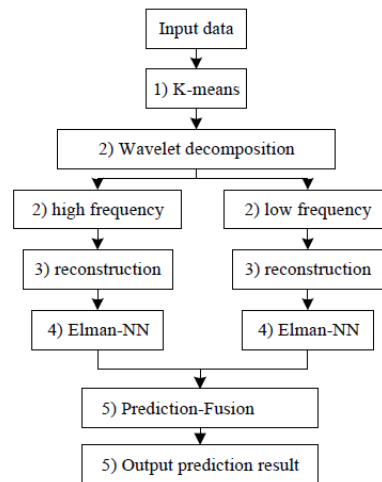 Input data
1) K-means
2) Wavelet decomposition
2) high frequency
2) low frequency
3) reconstruction
3) reconstruction
4) Elman-NN
4) Elman-NN
5) Prediction-Fusion
5) Output prediction result